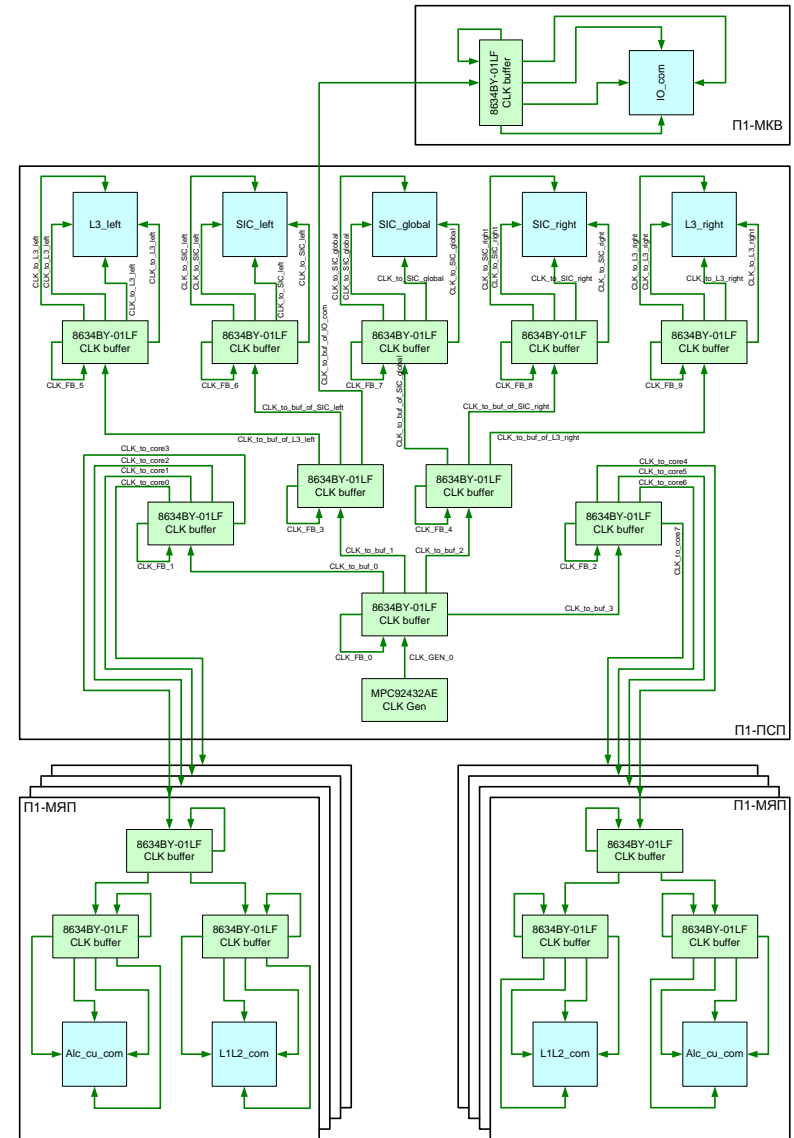 8634BY-01LF
CLK buffer
IO_com
П1-МКВ
L3_left
SIC_left
SIC_global
SIC_right
L3_right
CLK_to_L3_left
CLK_to_L3_left
CLK_to_L3_left
CLK_to_L3_left
CLK_to_SIC_left
CLK_to_SIC_left
CLK_to_SIC_left
CLK_to_SIC_left
CLK_to_buf_of_IO_com
CLK_to_SIC_global
CLK_to_SIC_global
CLK_to_SIC_global
CLK_to_SIC_global
CLK_to_SIC_right
CLK_to_SIC_right
CLK_to_SIC_right
CLK_to_SIC_right
CLK_to_L3_right
CLK_to_L3_right
CLK_to_L3_right
CLK_to_L3_right
8634BY-01LF
CLK buffer
8634BY-01LF
CLK buffer
8634BY-01LF
CLK buffer
8634BY-01LF
CLK buffer
8634BY-01LF
CLK buffer
CLK_FB_5
CLK_FB_6
CLK_FB_7
CLK_FB_8
CLK_FB_9
CLK_to_buf_of_SIC_left
CLK_to_buf_of_SIC_global
CLK_to_buf_of_SIC_right
CLK_to_buf_of_L3_left
CLK_to_buf_of_L3_right
CLK_to_core3
CLK_to_core2
CLK_to_core1
CLK_to_core0
CLK_to_core4
CLK_to_core5
CLK_to_core6
CLK_to_core7
8634BY-01LF
CLK buffer
8634BY-01LF
CLK buffer
8634BY-01LF
CLK buffer
8634BY-01LF
CLK buffer
CLK_FB_3
CLK_FB_4
CLK_FB_1
CLK_FB_2
CLK_to_buf_1
CLK_to_buf_2
CLK_to_buf_0
CLK_to_buf_3
8634BY-01LF
CLK buffer
CLK_FB_0
CLK_GEN_0
MPC92432AE
CLK Gen
П1-ПСП
П1-МЯП
8634BY-01LF
CLK buffer
8634BY-01LF
CLK buffer
8634BY-01LF
CLK buffer
Alc_cu_com
L1L2_com
П1-МЯП
8634BY-01LF
CLK buffer
8634BY-01LF
CLK buffer
8634BY-01LF
CLK buffer
L1L2_com
Alc_cu_com